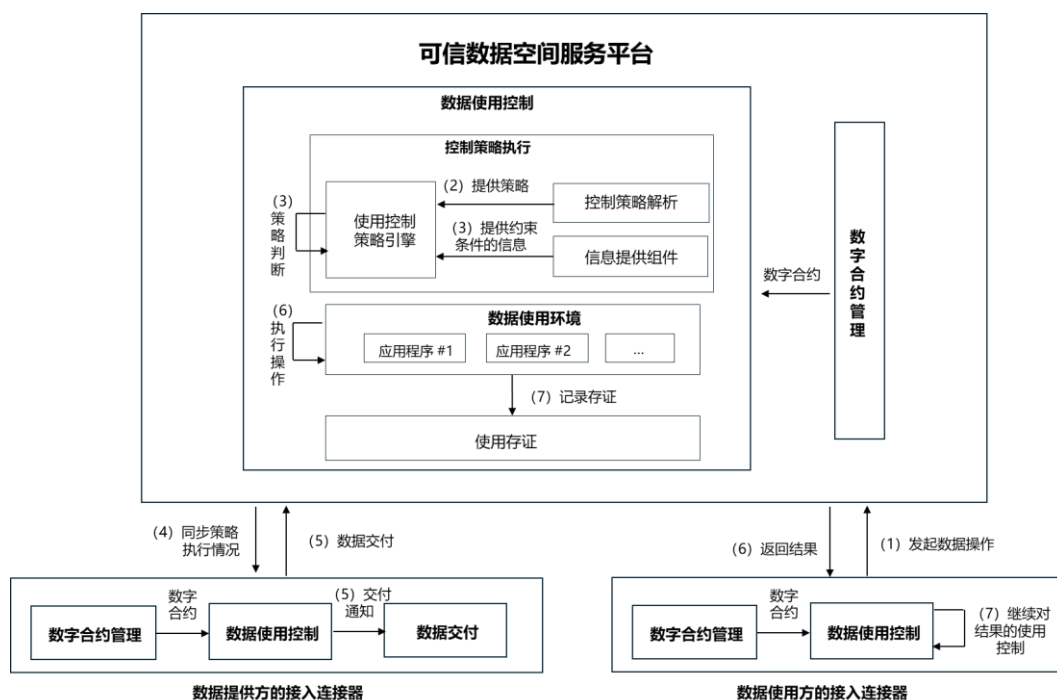 可信数据空间服务平台
数据使用控制
控制策略执行
(3)
策
略
判
断
使用控制
策略引擎
(2) 提供策略
控制策略解析
(3) 提供约束
条件的信息
信息提供组件
数字合约
数
字
合
约
管
理
(6)
执
行
操
作
数据使用环境
应用程序 #1
应用程序 #2
...
(7) 记录存证
使用存证
(4) 同步策略
执行情况
(5) 数据交付
(6) 返回结果
(1) 发起数据操作
数字合约管理
数字
合约
数据使用控制
(5) 交付
通知
数据交付
数据提供方的接入连接器
数字合约管理
数字
合约
数据使用控制
(7) 继续对
结果的使用
控制
数据使用方的接入连接器